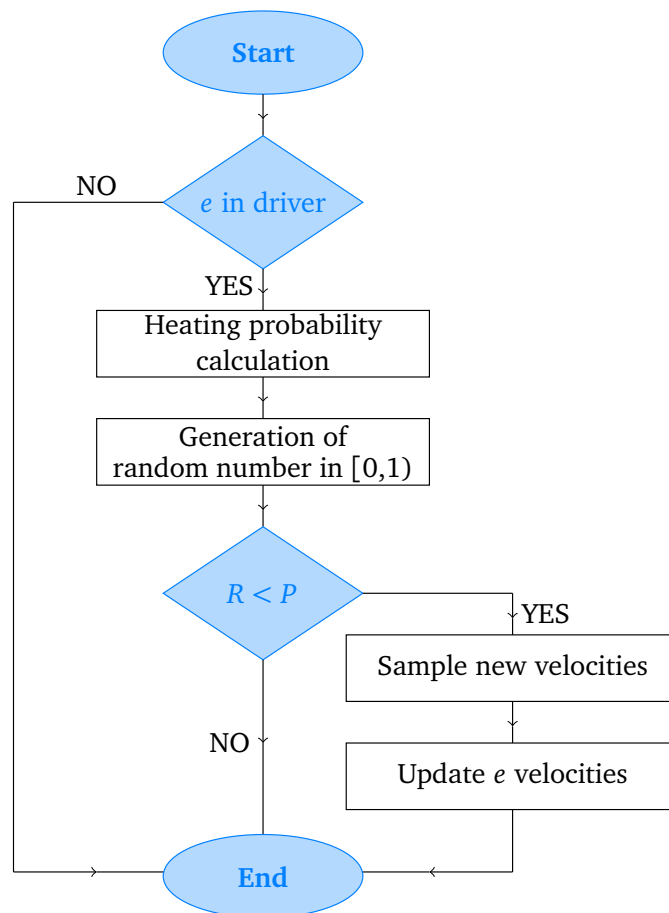 Start
NO
e in driver
YES
Heating probability
calculation
Generation of
random number in [0,1)
R < P
YES
Sample new velocities
NO
Update e velocities
End